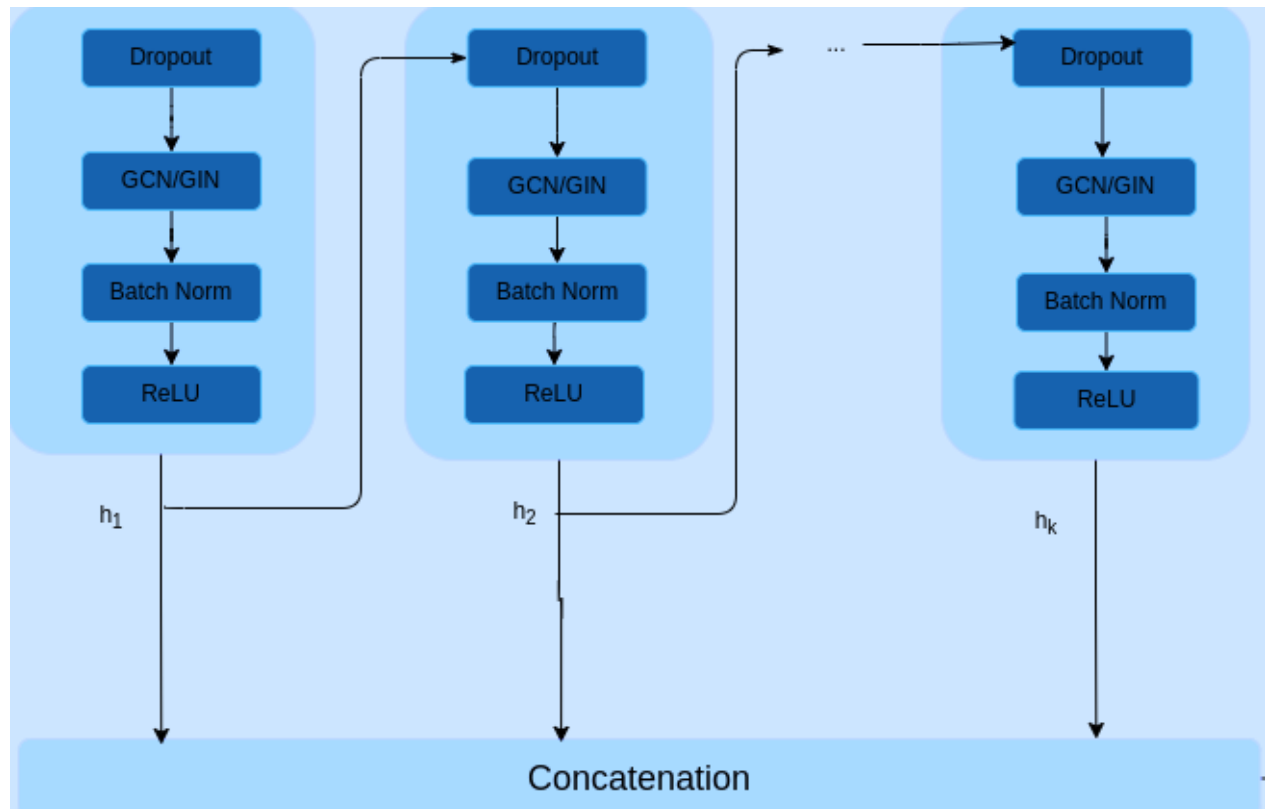 Dropout
GCN/GIN
Batch Norm
ReLU
h₁
Dropout
GCN/GIN
Batch Norm
ReLU
h₂
...
Dropout
GCN/GIN
Batch Norm
ReLU
hₖ
Concatenation